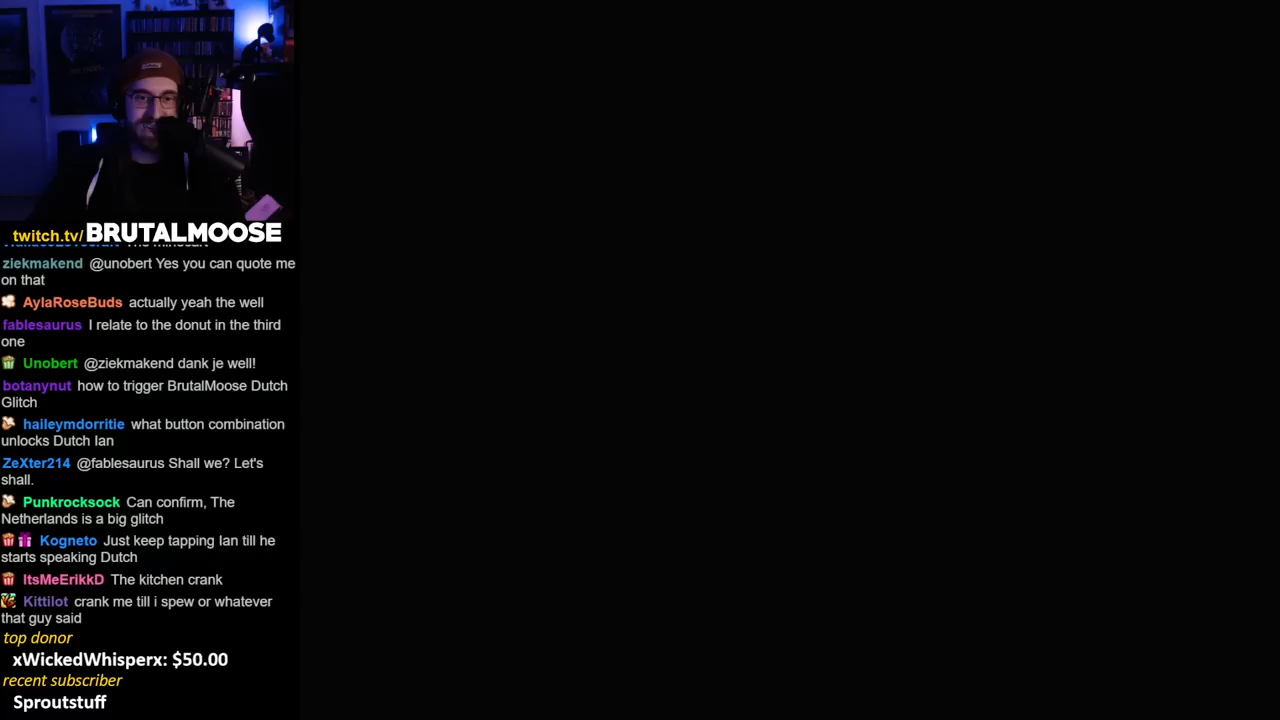 twitch.tv/BRUTALMOOSE
ziekmakend @unobert Yes you can quote me
on that
AylaRoseBuds actually yeah the well
fablesaurus I relate to the donut in the third
one
Unobert @ziekmakend dank je well!
botanynut how to trigger BrutalMoose Dutch
Glitch
haileymdorritie what button combination
unlocks Dutch Ian
ZeXter214 @fablesaurus Shall we? Let's
shall.
Punkrocksock Can confirm, The
Netherlands is a big glitch
Kogneto Just keep tapping Ian till he
starts speaking Dutch
ItsMeErikkD The kitchen crank
Kittilot crank me till i spew or whatever
that guy said
top donor
xWickedWhisperx: $50.00
recent subscriber
Sproutstuff